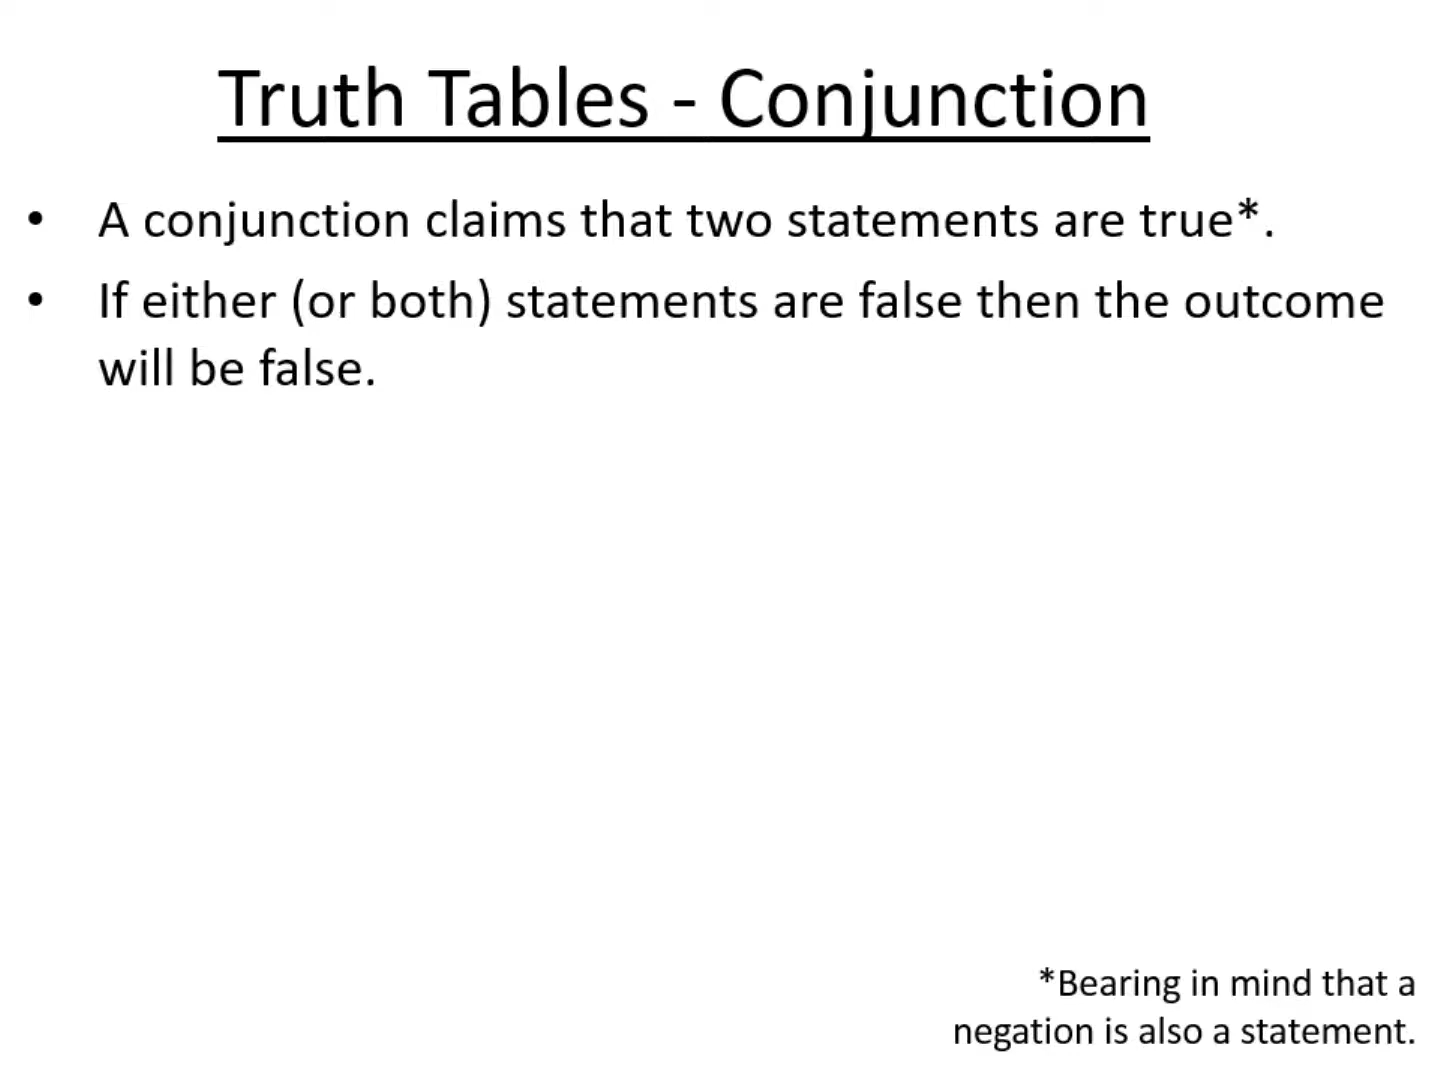 Truth Tables - Conjunction
• A conjunction claims that two statements are true*.
• If either (or both) statements are false then the outcome
will be false.
*Bearing in mind that a
negation is also a statement.